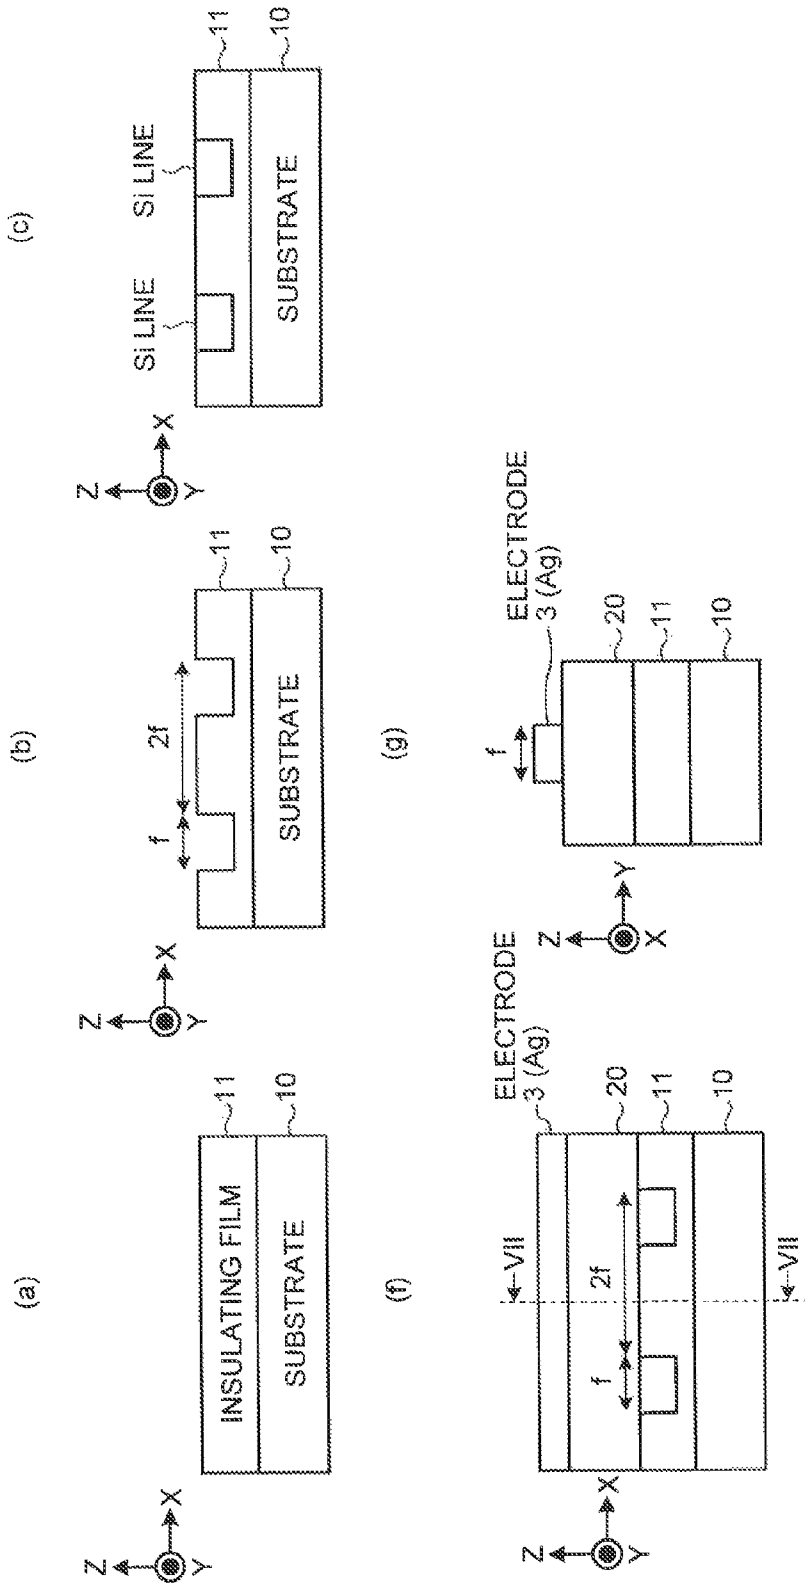 (a)
Z
X
Y
INSULATING FILM
SUBSTRATE
11
10
(b)
Z
X
Y
f
2f
SUBSTRATE
11
10
(c)
Z
X
Y
Si LINE
Si LINE
SUBSTRATE
11
10
(f)
Z
X
Y
VII
VII
f
2f
ELECTRODE
3 (Ag)
20
11
10
(g)
Z
Y
X
f
ELECTRODE
3 (Ag)
20
11
10